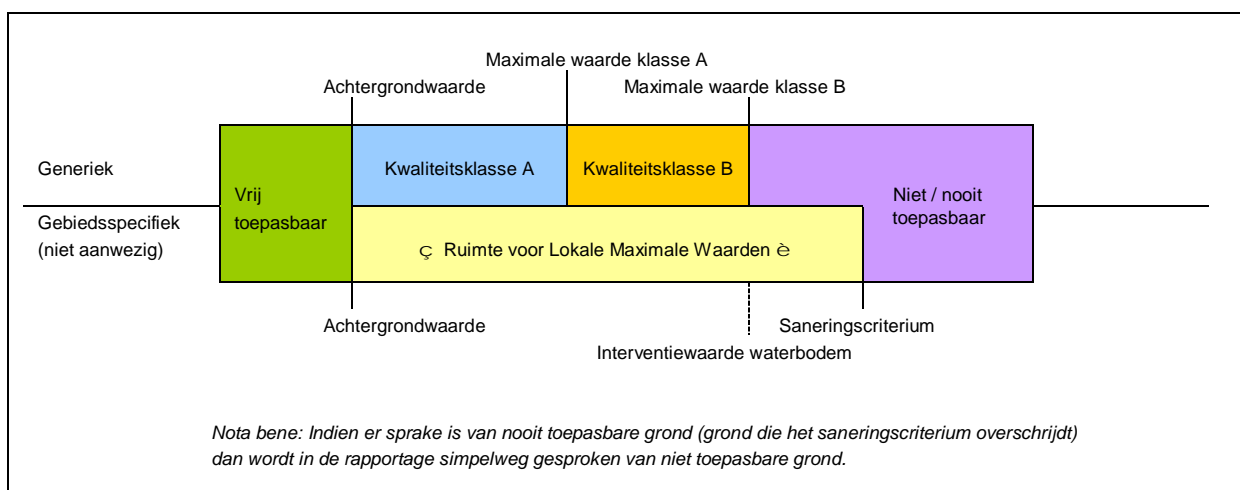 Maximale waarde klasse A
Achtergrondwaarde
Maximale waarde klasse B
Generiek
Kwaliteitsklasse A
Kwaliteitsklasse B
Vrij
toepasbaar
Niet / nooit
toepasbaar
Gebiedsspecifiek
(niet aanwezig)
ç Ruimte voor Lokale Maximale Waarden è
Achtergrondwaarde
Saneringscriterium
Interventiewaarde waterbodem
Nota bene: Indien er sprake is van nooit toepasbare grond (grond die het saneringscriterium overschrijdt)
dan wordt in de rapportage simpelweg gesproken van niet toepasbare grond.